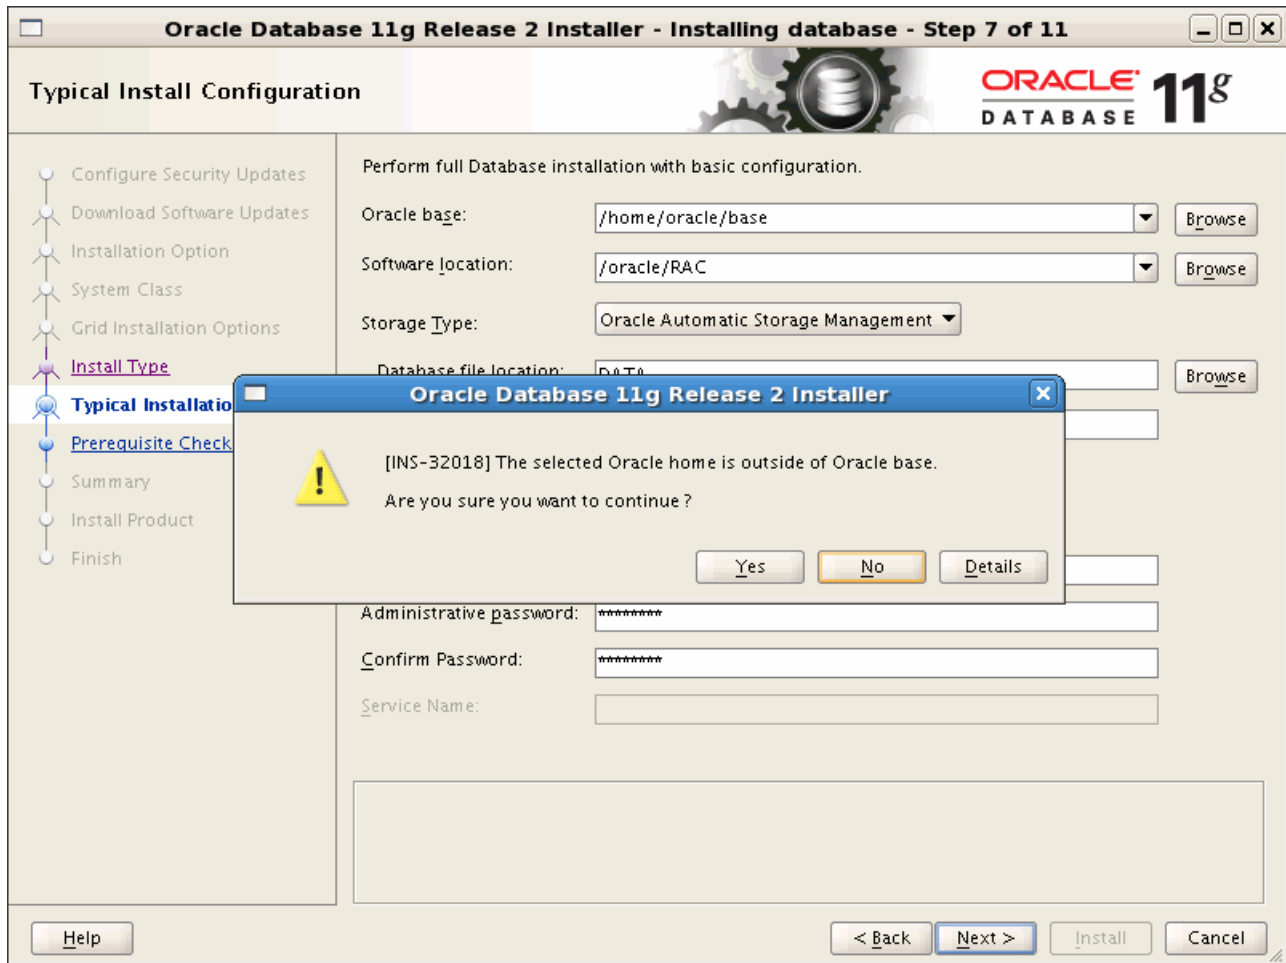 Oracle Database 11g Release 2 Installer - Installing database - Step 7 of 11
Typical Install Configuration
ORACLE DATABASE 11g
Configure Security Updates
Download Software Updates
Installation Option
System Class
Grid Installation Options
Install Type
Typical Installatio
Prerequisite Check
Summary
Install Product
Finish
Perform full Database installation with basic configuration.
Oracle base: /home/oracle/base Browse
Software location: /oracle/RAC Browse
Storage Type: Oracle Automatic Storage Management
Database file location: DATA Browse
Oracle Database 11g Release 2 Installer
[INS-32018] The selected Oracle home is outside of Oracle base.
Are you sure you want to continue?
Yes No Details
Administrative password: ********
Confirm Password: ********
Service Name:
Help < Back Next > Install Cancel